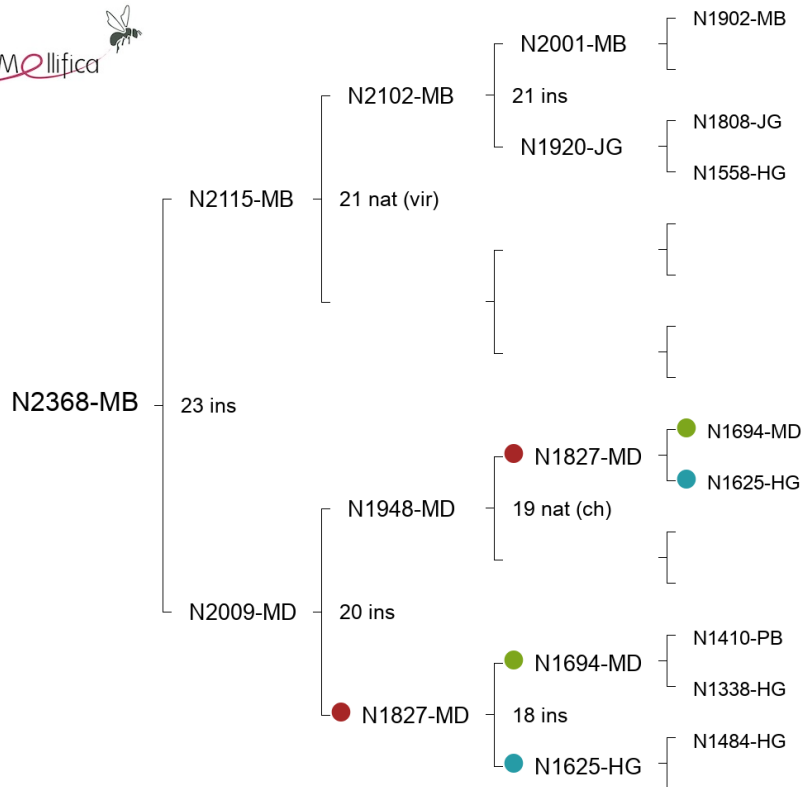 Mellifica
N1902-MB
N2001-MB
N2102-MB
21 ins
N1808-JG
N1920-JG
N1558-HG
N2115-MB
21 nat (vir)
N2368-MB
23 ins
N1694-MD
N1827-MD
N1625-HG
N1948-MD
19 nat (ch)
N2009-MD
20 ins
N1410-PB
N1694-MD
N1338-HG
N1827-MD
18 ins
N1484-HG
N1625-HG